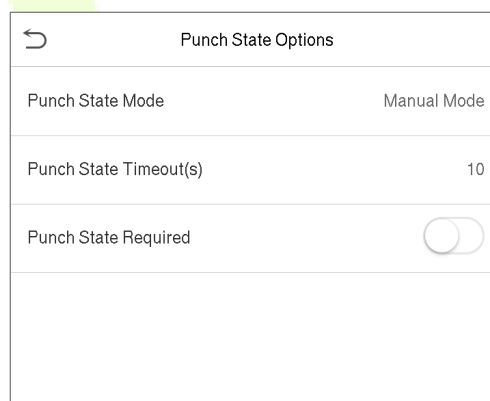 Punch State Options
Punch State Mode Manual Mode
Punch State Timeout(s) 10
Punch State Required